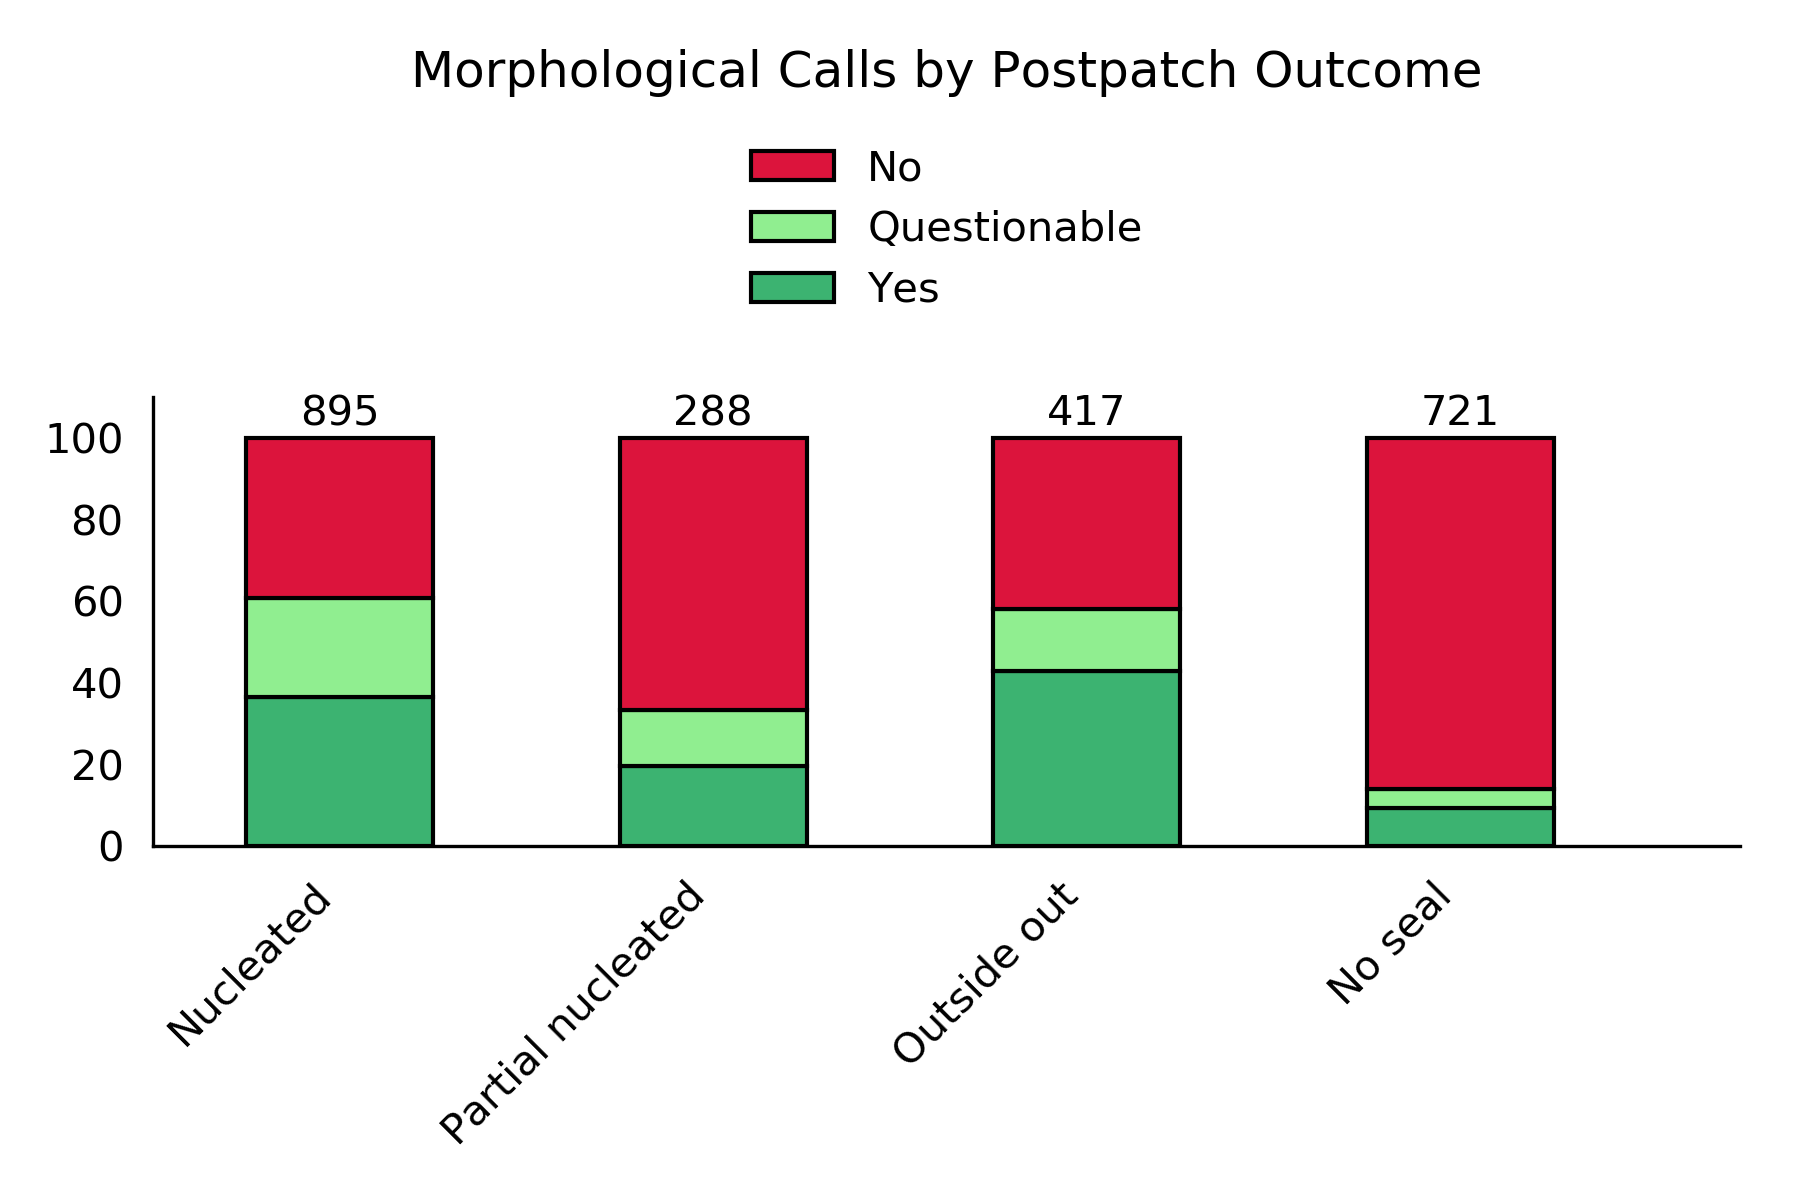 Morphological Calls by Postpatch Outcome
No
Questionable
Yes
895 288 417 721
100
80
60
40
20
0
Nucleated
Partial nucleated
Outside out
No seal